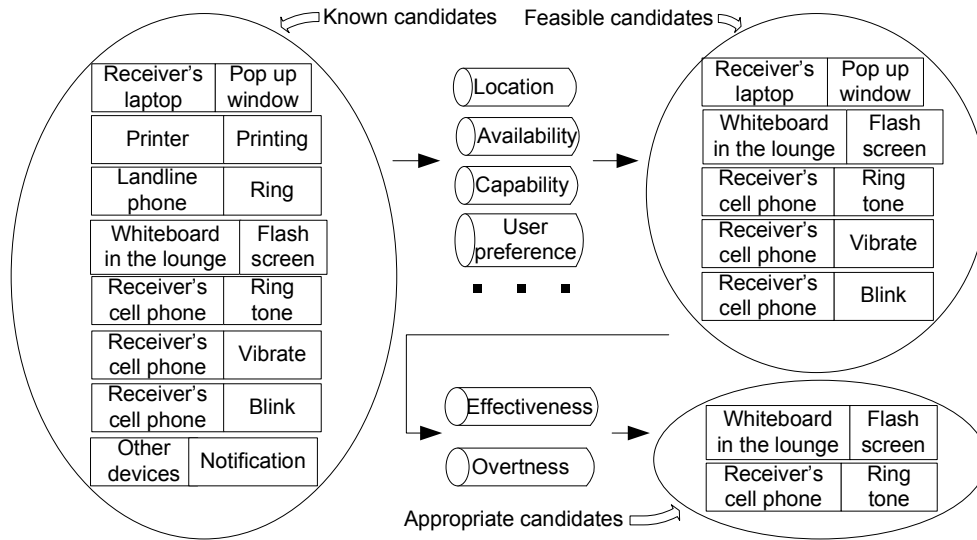 Known candidates
Feasible candidates
Receiver's
laptop
Pop up
window
Printer
Printing
Landline
phone
Ring
Whiteboard
in the lounge
Flash
screen
Receiver's
cell phone
Ring
tone
Receiver's
cell phone
Vibrate
Receiver's
cell phone
Blink
Other
devices
Notification
Location
Availability
Capability
User
preference
Receiver's
laptop
Pop up
window
Whiteboard
in the lounge
Flash
screen
Receiver's
cell phone
Ring
tone
Receiver's
cell phone
Vibrate
Receiver's
cell phone
Blink
Effectiveness
Overtness
Whiteboard
in the lounge
Flash
screen
Receiver's
cell phone
Ring
tone
Appropriate candidates